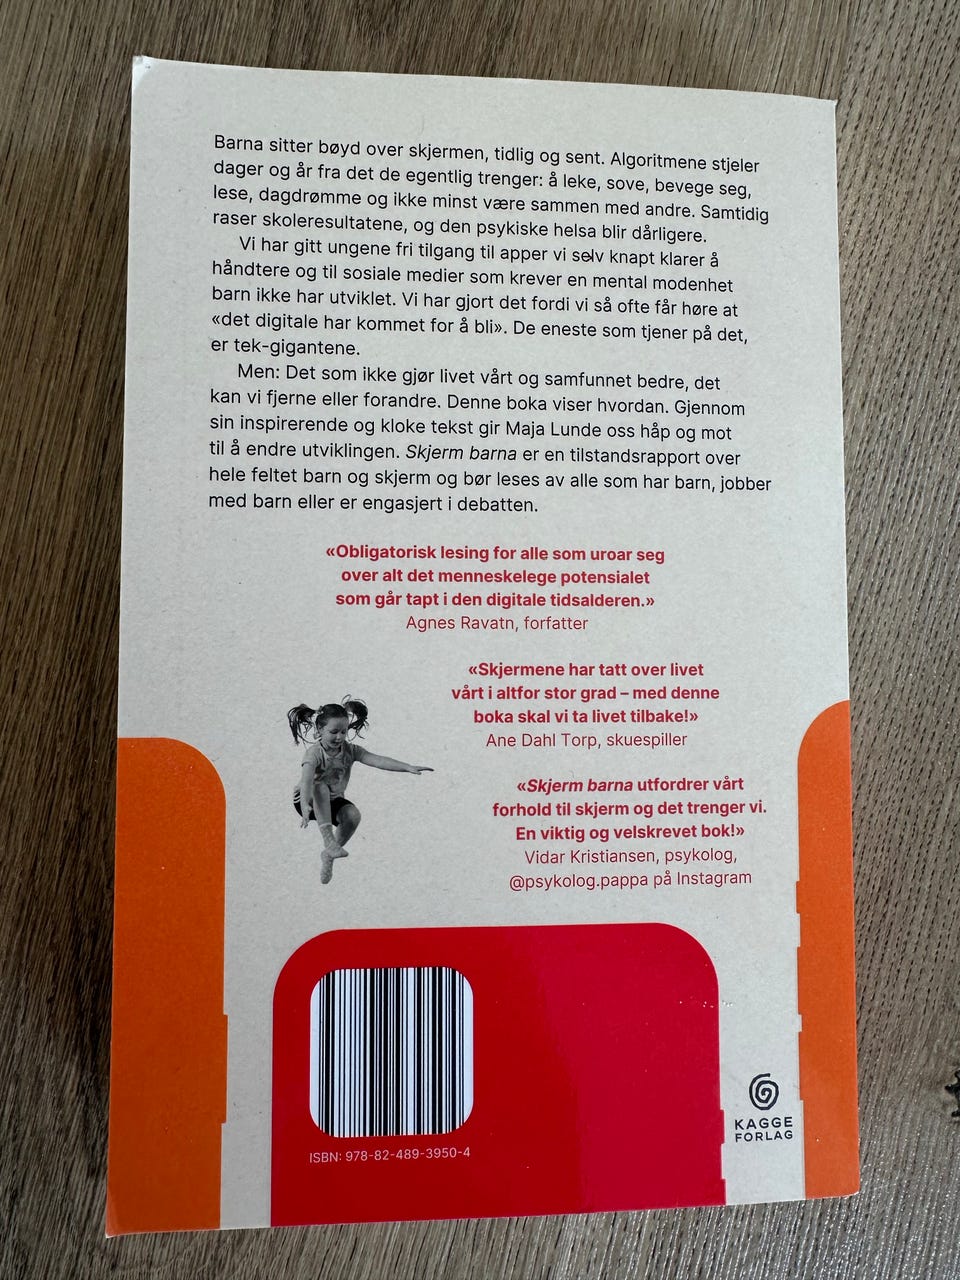 Barna sitter bøyd over skjermen, tidlig og sent. Algoritmene stjeler
dager og år fra det de egentlig trenger: å leke, sove, bevege seg,
lese, dagdrømme og ikke minst være sammen med andre. Samtidig
raser skoleresultatene, og den psykiske helsa blir dårligere.
Vi har gitt ungene fri tilgang til apper vi selv knapt klarer å
håndtere og til sosiale medier som krever en mental modenhet
barn ikke har utviklet. Vi har gjort det fordi vi så ofte får høre at
«det digitale har kommet for å bli». De eneste som tjener på det,
er tek-gigantene.
Men: Det som ikke gjør livet vårt og samfunnet bedre, det
kan vi fjerne eller forandre. Denne boka viser hvordan. Gjennom
sin inspirerende og kloke tekst gir Maja Lunde oss håp og mot
til å endre utviklingen. Skjerm barna er en tilstandsrapport over
hele feltet barn og skjerm og bør leses av alle som har barn, jobber
med barn eller er engasjert i debatten.
«Obligatorisk lesing for alle som uroar seg
over alt det menneskelege potensialet
som går tapt i den digitale tidsalderen.»
Agnes Ravatn, forfatter
«Skjermene har tatt over livet
vårt i altfor stor grad – med denne
boka skal vi ta livet tilbake!»
Ane Dahl Torp, skuespiller
«Skjerm barna utfordrer vårt
forhold til skjerm og det trenger vi.
En viktig og velskrevet bok!»
Vidar Kristiansen, psykolog,
@psykolog.pappa på Instagram
ISBN: 978-82-489-3950-4
KAGGE
FORLAG